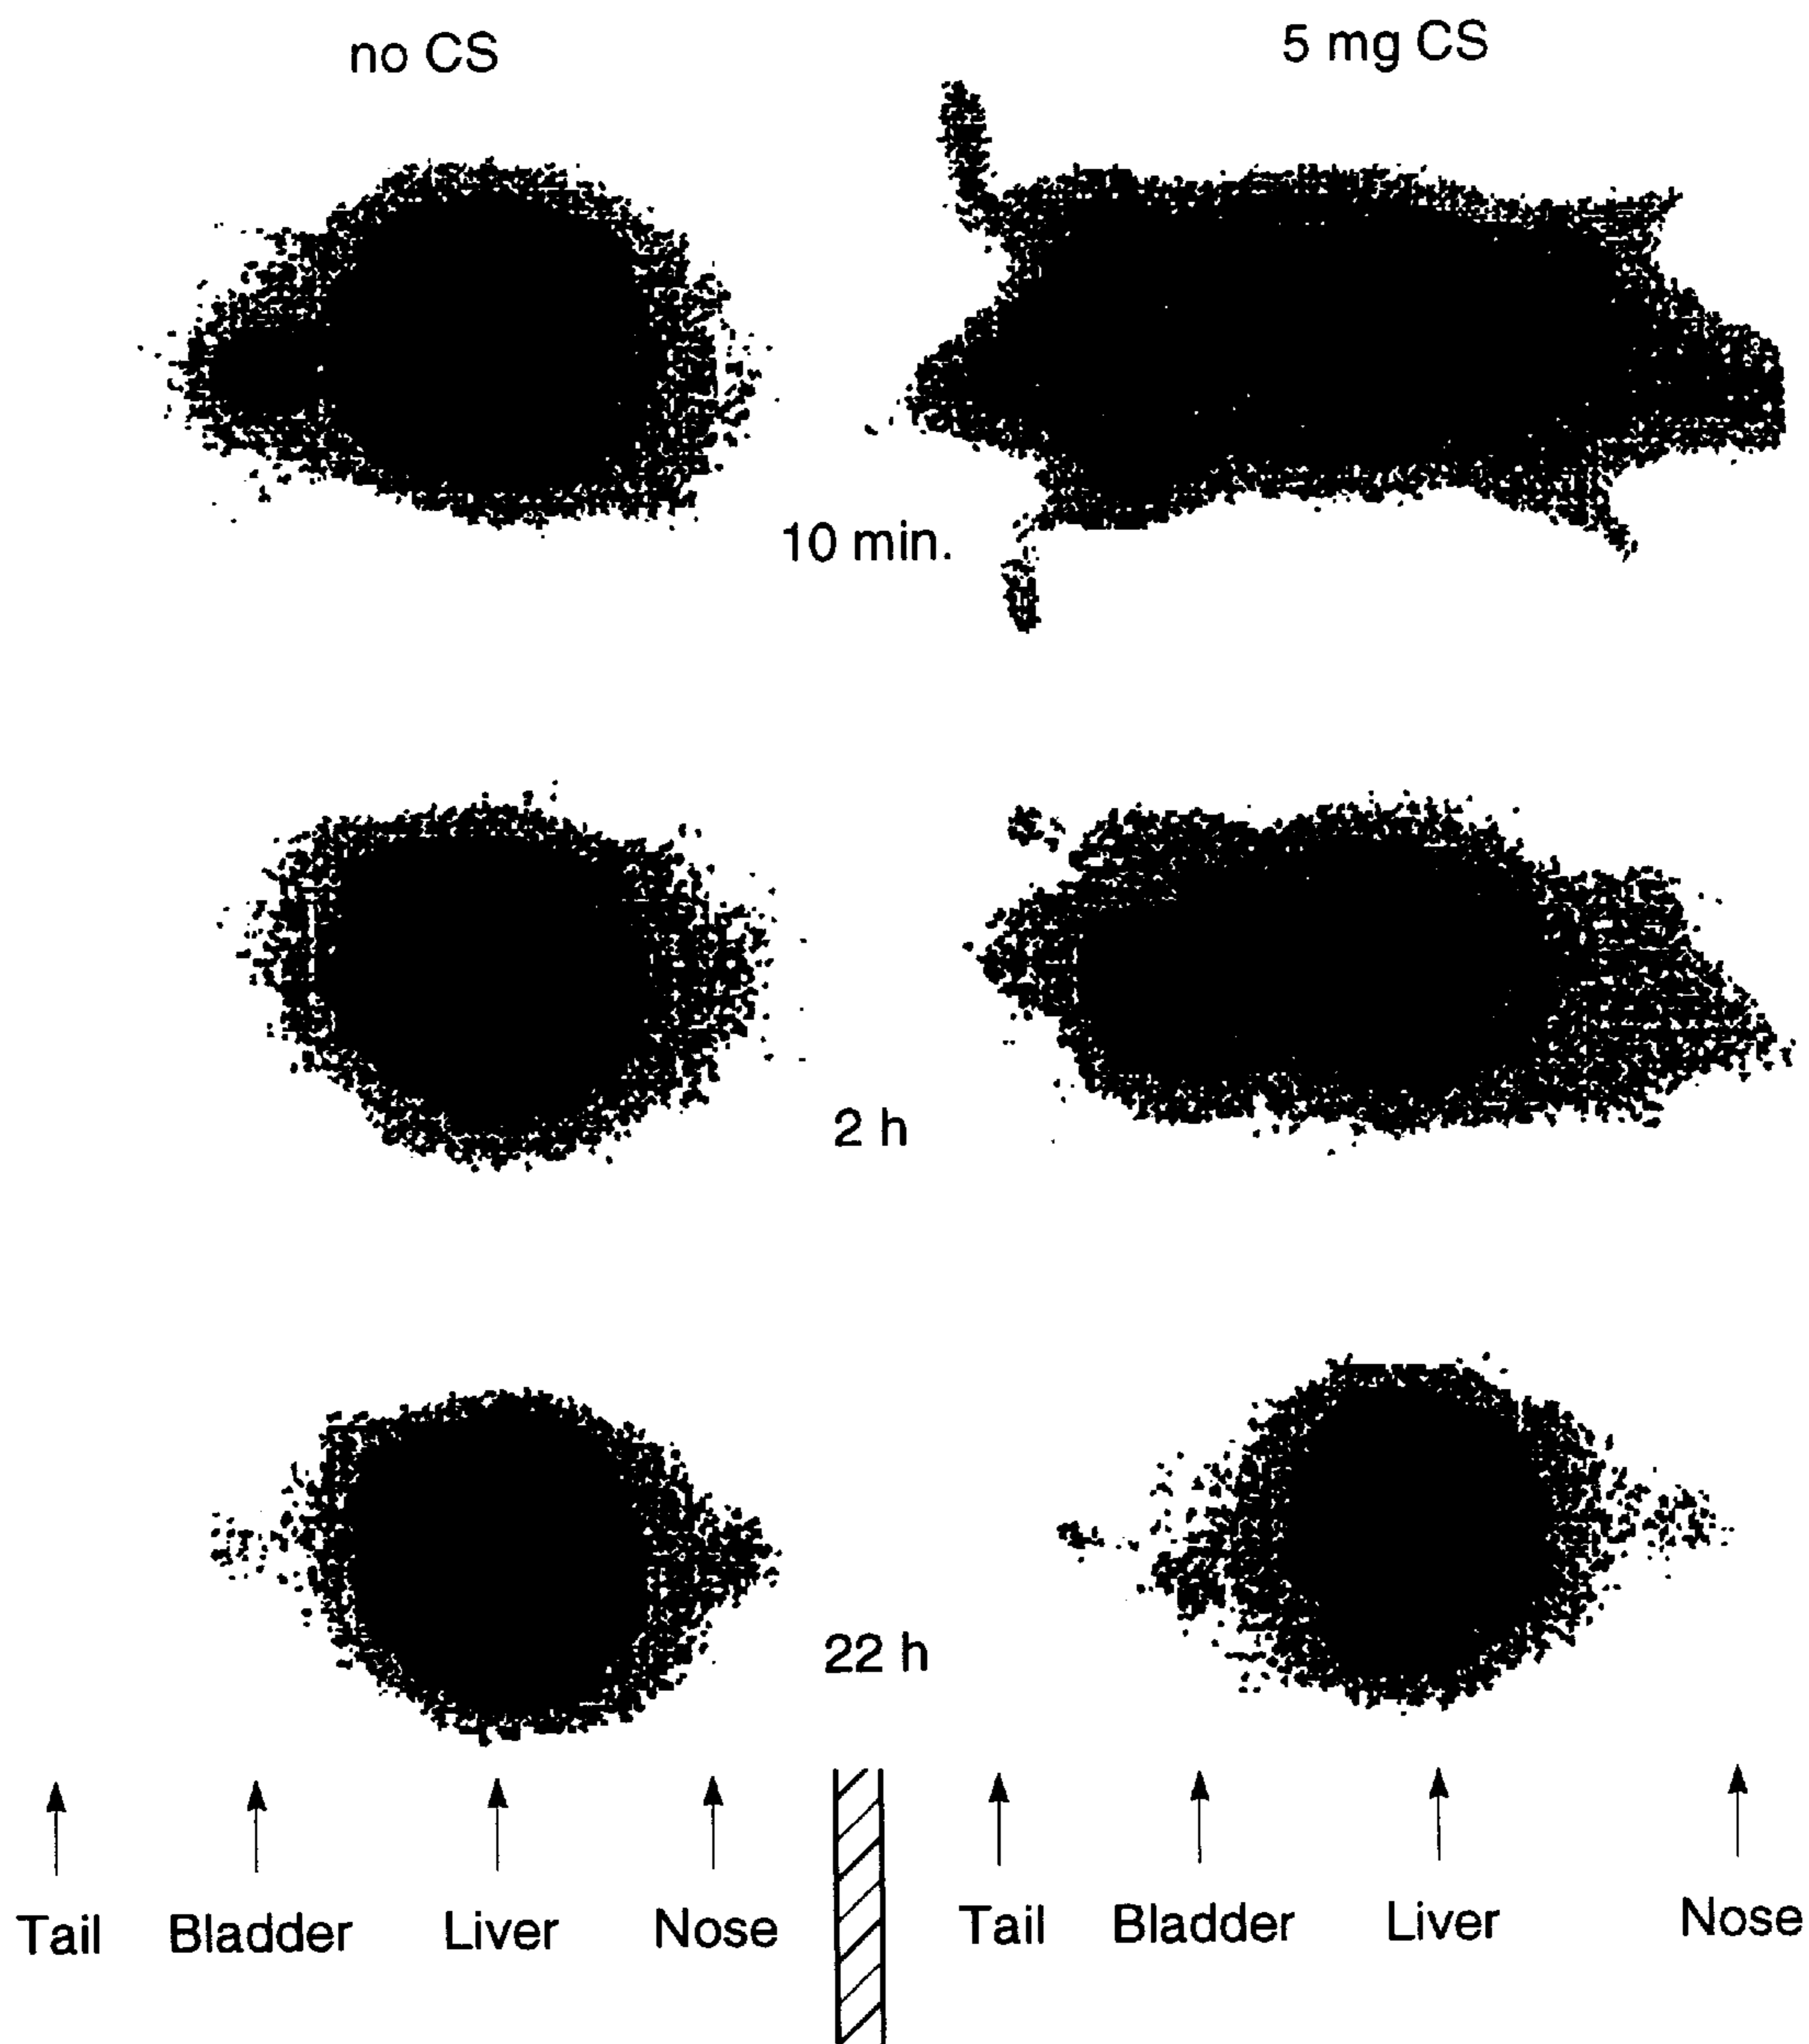 no CS
5 mg CS
10 min.
2 h
22 h
Tail Bladder Liver Nose
Tail Bladder Liver Nose